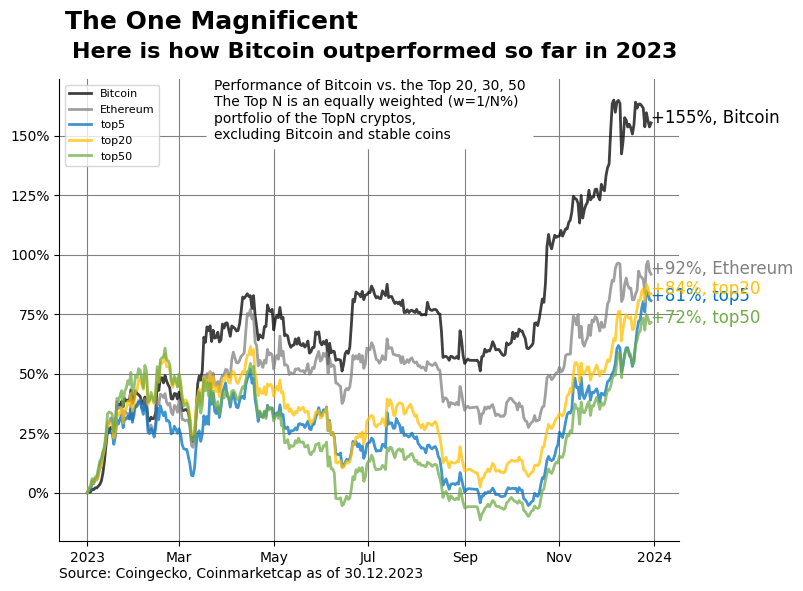 The One Magnificent
Here is how Bitcoin outperformed so far in 2023
Bitcoin
Ethereum
top5
top20
top50
Performance of Bitcoin vs. the Top 20, 30, 50
The Top N is an equally weighted (w=1/N%)
portfolio of the TopN cryptos,
excluding Bitcoin and stable coins
150%
125%
100%
75%
50%
25%
0%
+155%, Bitcoin
+92%, Ethereum
+84%, top20
+81%, top5
+72%, top50
2023 Mar May Jul Sep Nov 2024
Source: Coingecko, Coinmarketcap as of 30.12.2023